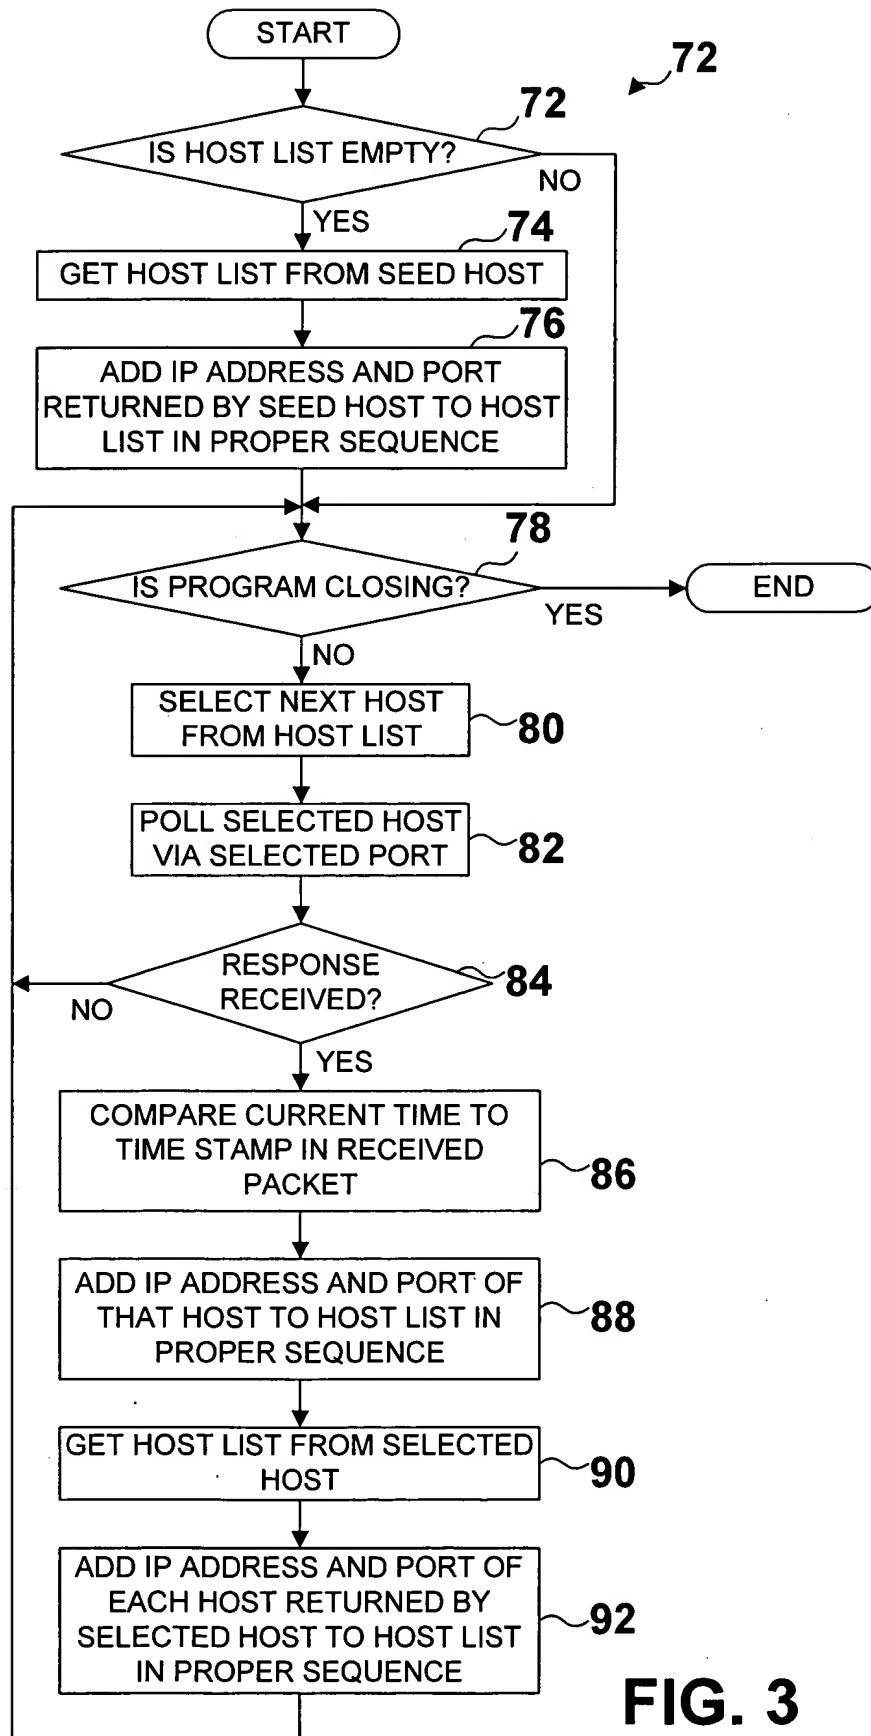 START
72
72
IS HOST LIST EMPTY?
NO
YES
74
GET HOST LIST FROM SEED HOST
76
ADD IP ADDRESS AND PORT
RETURNED BY SEED HOST TO HOST
LIST IN PROPER SEQUENCE
78
IS PROGRAM CLOSING?
YES
END
NO
SELECT NEXT HOST
FROM HOST LIST
80
POLL SELECTED HOST
VIA SELECTED PORT
82
RESPONSE
RECEIVED?
84
NO
YES
COMPARE CURRENT TIME TO
TIME STAMP IN RECEIVED
PACKET
86
ADD IP ADDRESS AND PORT OF
THAT HOST TO HOST LIST IN
PROPER SEQUENCE
88
GET HOST LIST FROM SELECTED
HOST
90
ADD IP ADDRESS AND PORT OF
EACH HOST RETURNED BY
SELECTED HOST TO HOST LIST
IN PROPER SEQUENCE
92
FIG. 3